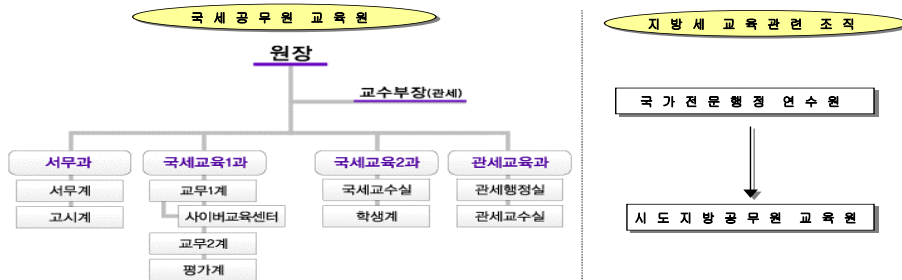 국세공무원 교육원
원장
교수부장(관세)
서무과
서무계
고시계
국세교육1과
교무1계
사이버교육센터
교무2계
평가계
국세교육2과
국세교수실
학생계
관세교육과
관세행정실
관세교수실
지방세 교육관련 조직
국가전문행정 연수원
시도지방공무원 교육원